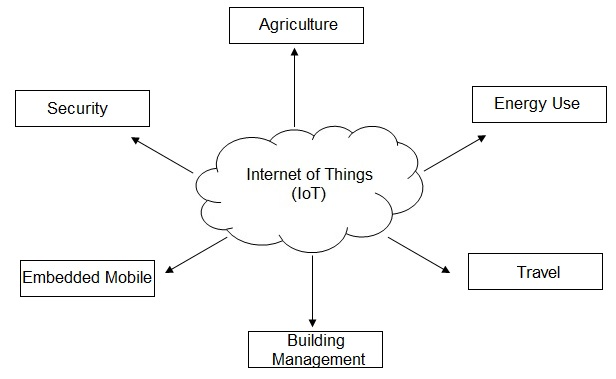 Agriculture
Security
Energy Use
Internet of Things
(IoT)
Embedded Mobile
Travel
Building
Management